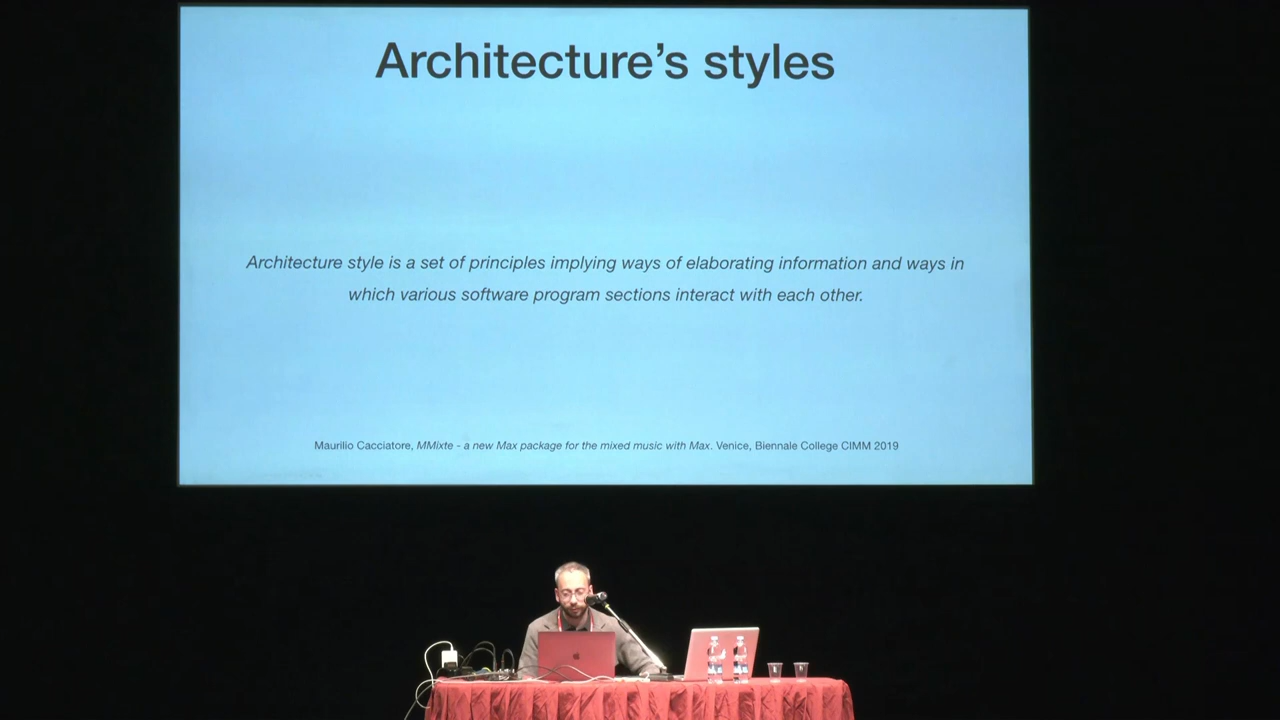 Architecture’s styles
Architecture style is a set of principles implying ways of elaborating information and ways in
which various software program sections interact with each other.
Maurilio Cacciatore, MMixte - a new Max package for the mixed music with Max. Venice, Biennale College CIMM 2019